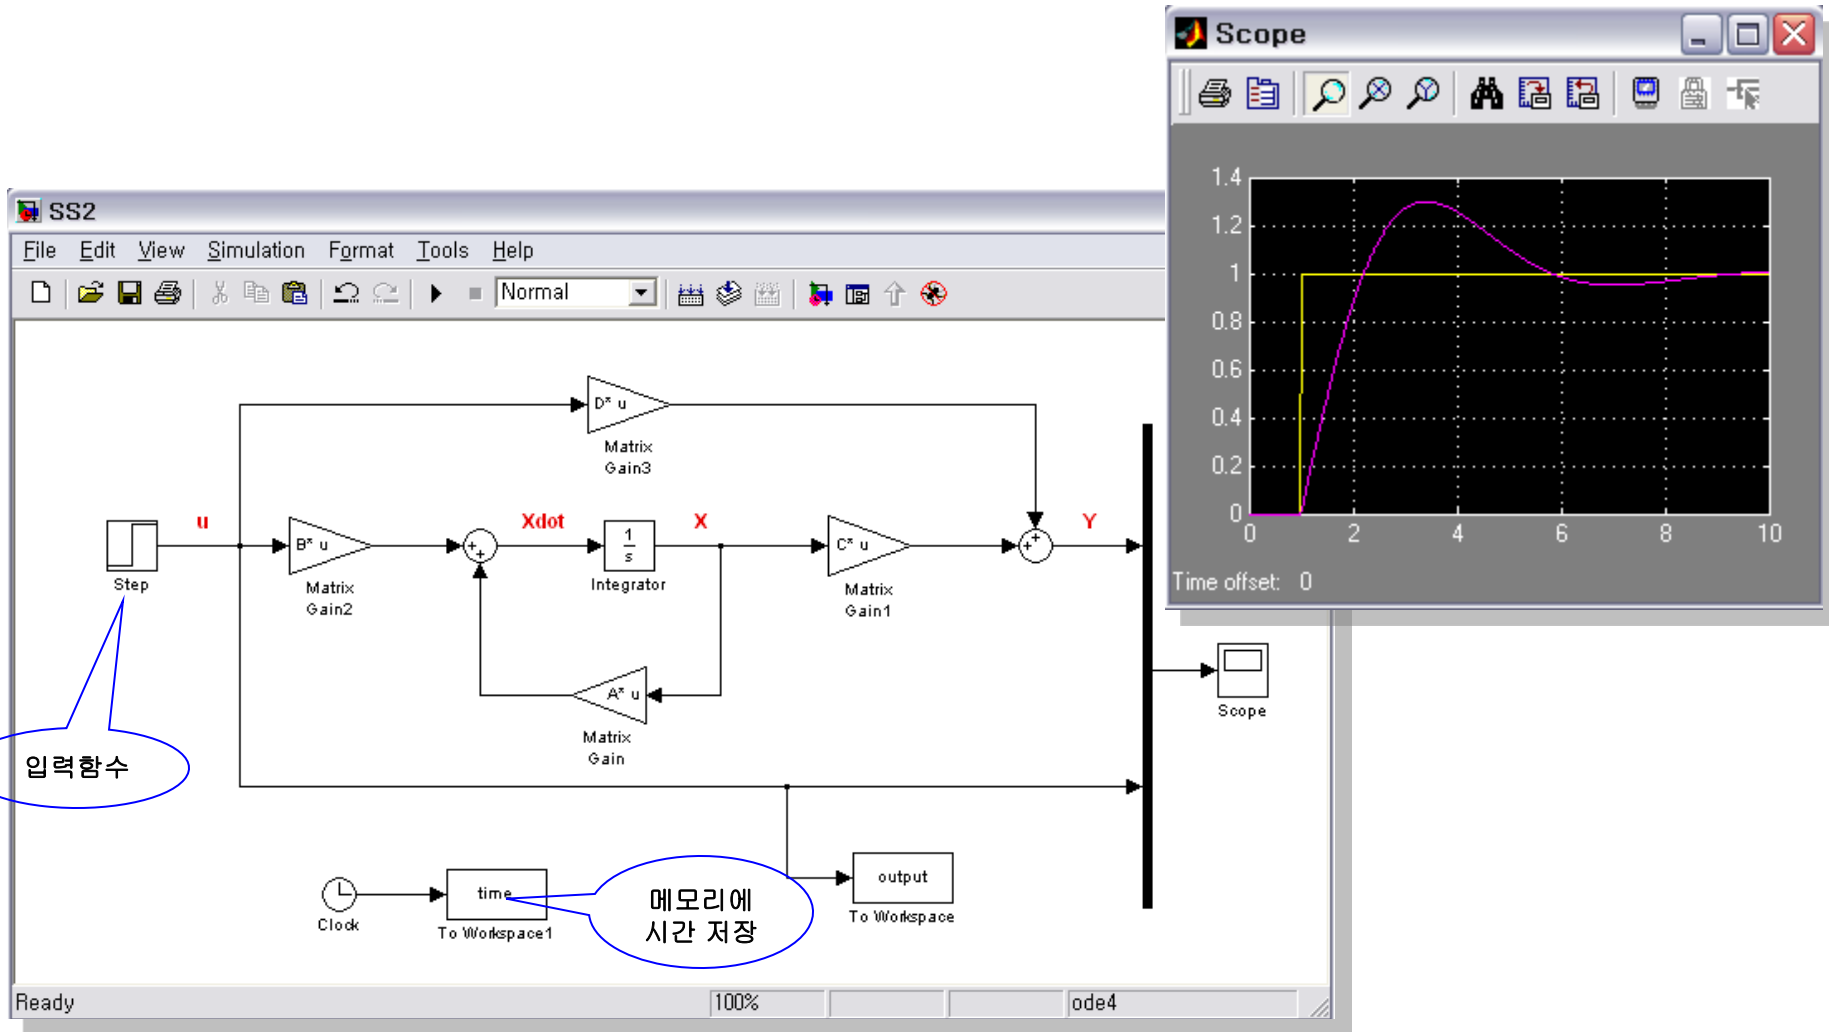 Scope
1.4
1.2
1
0.8
0.6
0.4
0.2
0
0 2 4 6 8 10
Time offset: 0
SS2
File Edit View Simulation Format Tools Help
Normal
D* u
Matrix
Gain3
u
Xdot
X
Y
Step
B* u
Matrix
Gain2
++
1
s
Integrator
C* u
Matrix
Gain1
++
A* u
Matrix
Gain
Scope
입력함수
Clock
time
To Workspace1
메모리에
시간 저장
output
To Workspace
Ready 100% ode4